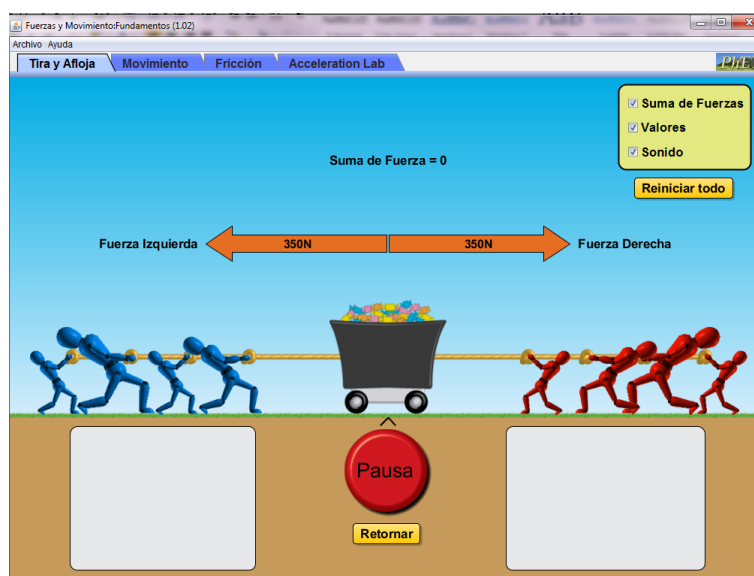 Fuerzas y Movimiento:Fundamentos (1.02)
Archivo Ayuda
Tira y Afloja Movimiento Fricción Acceleration Lab
PhE
Suma de Fuerzas
Valores
Sonido
Reiniciar todo
Suma de Fuerza = 0
Fuerza Izquierda 350N 350N Fuerza Derecha
Pausa
Retornar